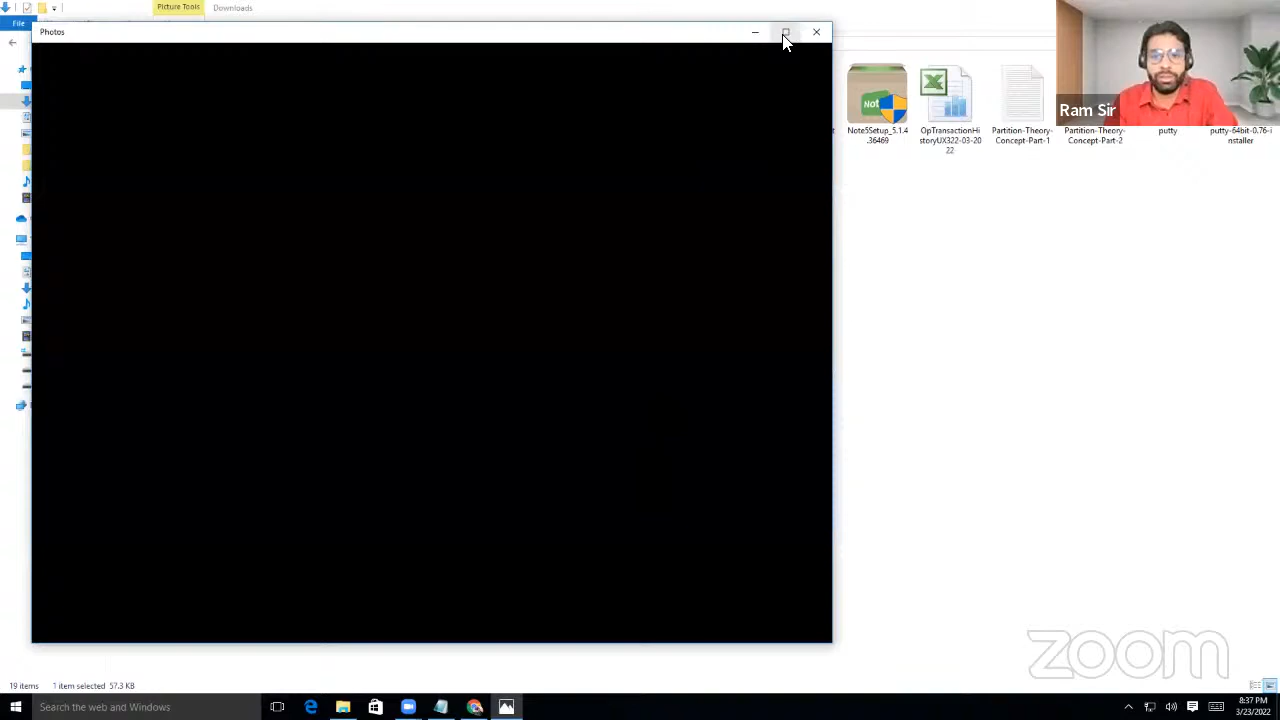 Picture Tools
Downloads
File
Photos
Note5Setup_5.1.4
.36469
OpTransactionHi
storyUX322-03-20
22
Partition-Theory-
Concept-Part-1
Partition-Theory-
Concept-Part-2
putty
putty-64bit-0.76-i
nstaller
Ram Sir
zoom
19 items
1 item selected 57.3 KB
Search the web and Windows
8:37 PM
3/23/2022